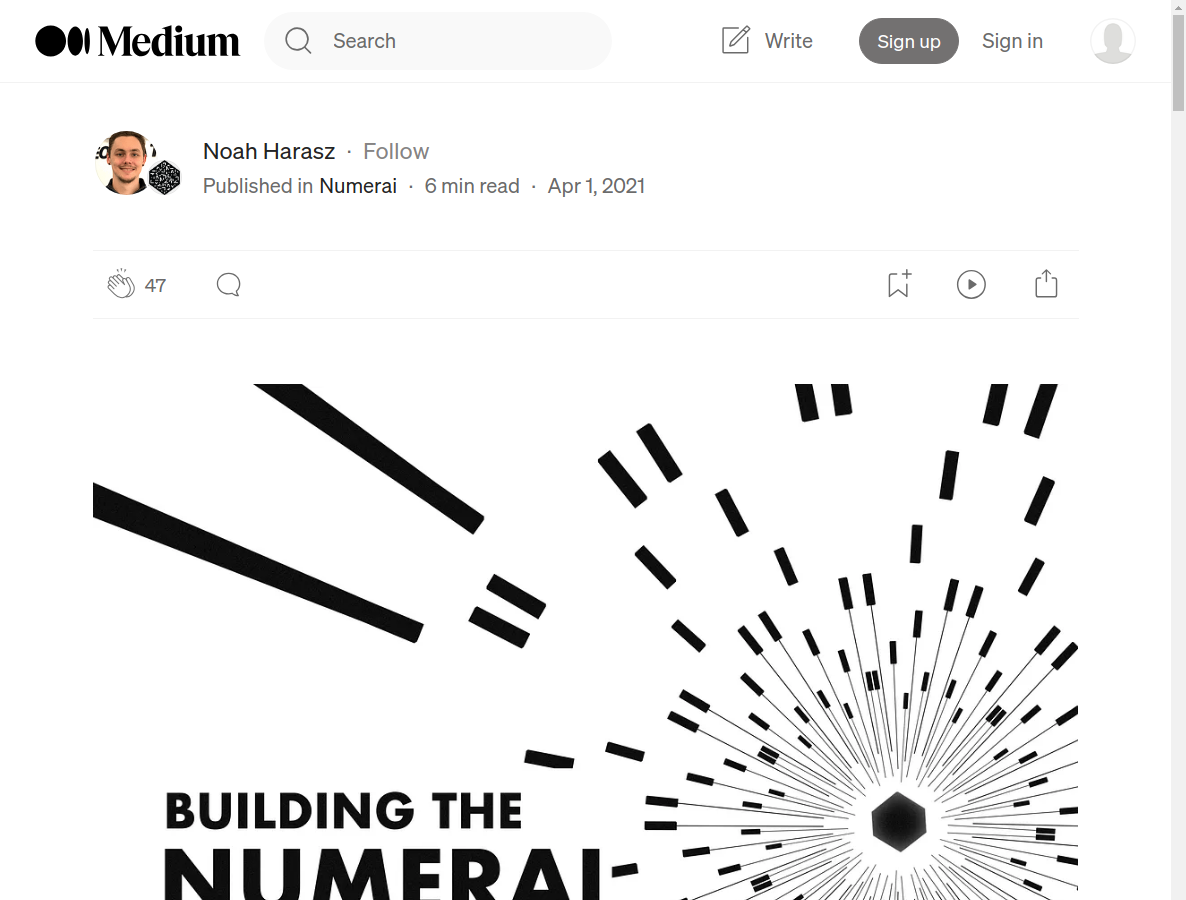 Medium
Search
Write
Sign up
Sign in
Noah Harasz · Follow
Published in Numerai · 6 min read · Apr 1, 2021
47
BUILDING THE
NUMERAI